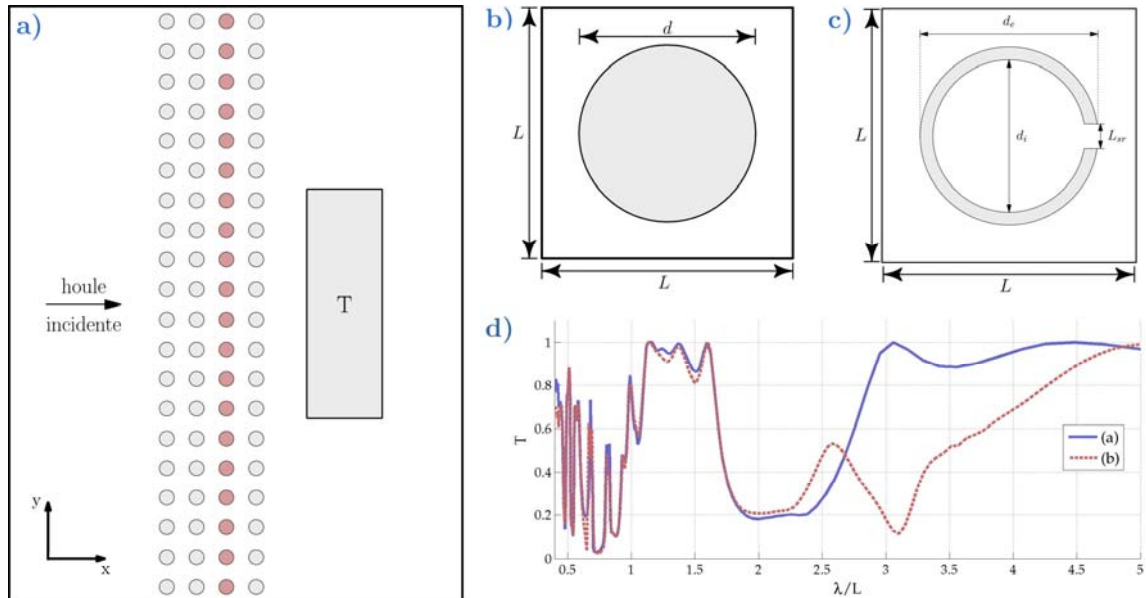 a)
houle
incidente
T
y
x
b)
d
L
L
c)
d_e
d_i
L_sr
L
L
d)
T
1
0.8
0.6
0.4
0.2
0
(a)
(b)
0.5 1 1.5 2 2.5 3 3.5 4 4.5 5
λ/L